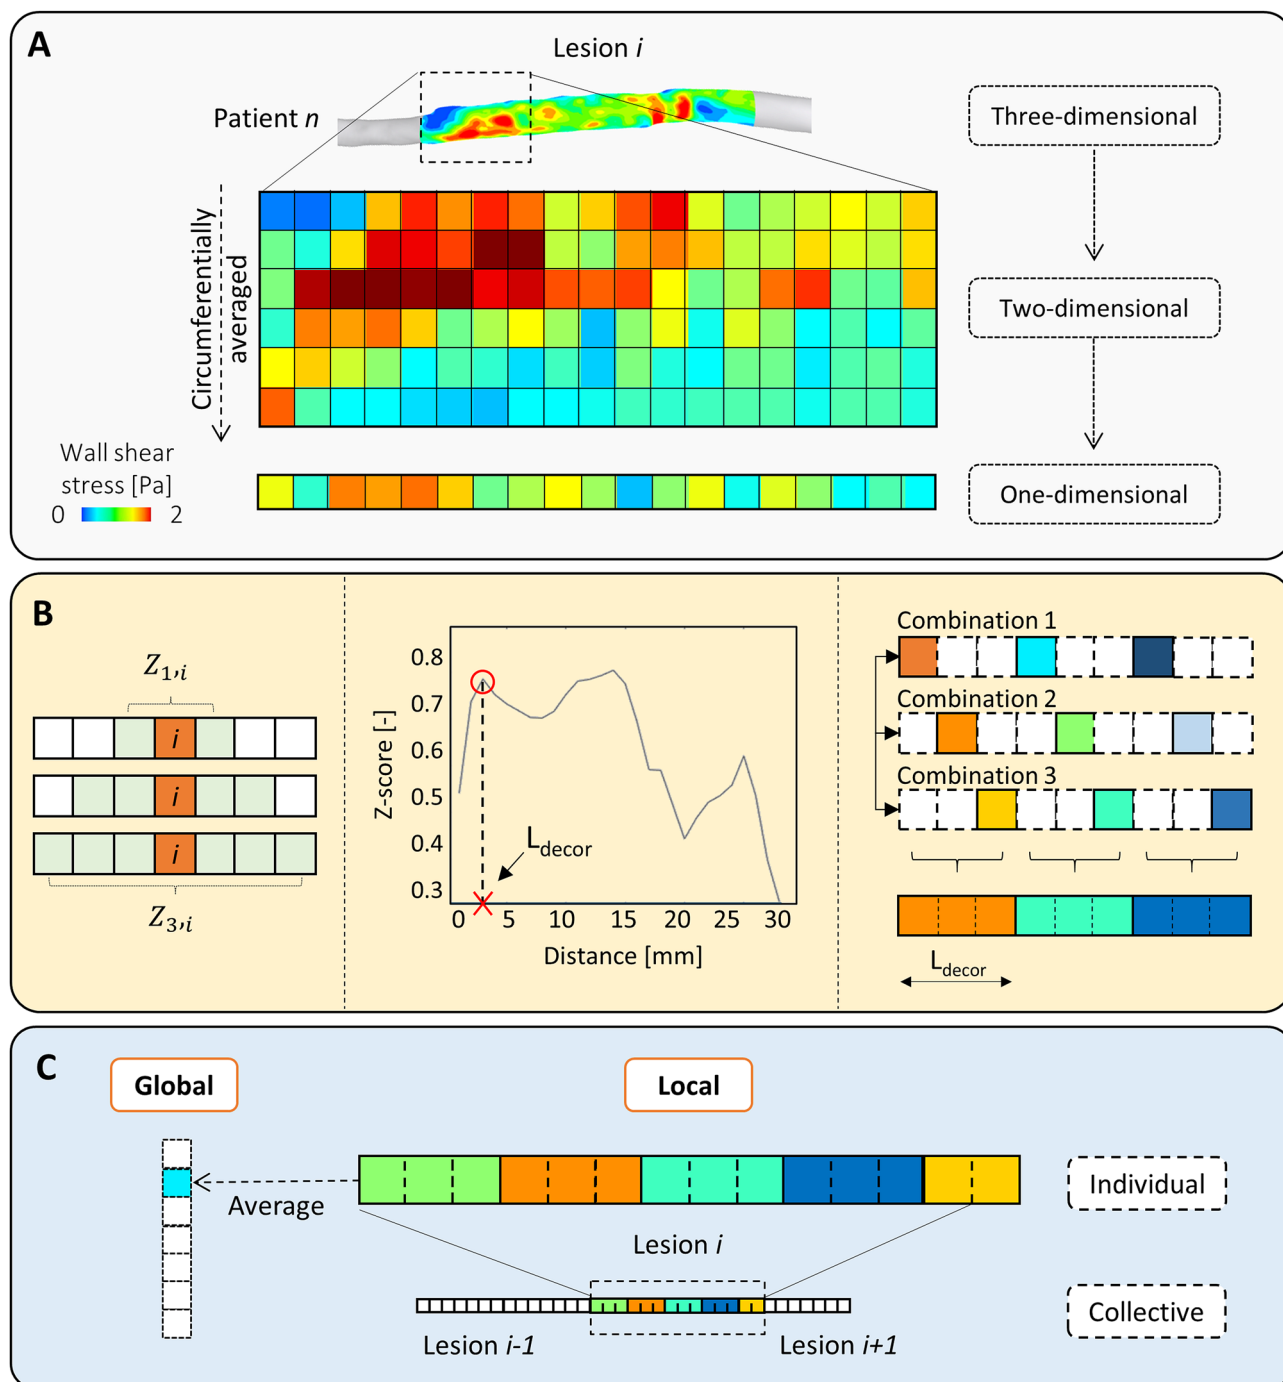 A
Lesion i
Patient n
Three-dimensional
Circumferentially
averaged
Two-dimensional
Wall shear
stress [Pa]
0 2
One-dimensional
B
Z1,i
i
i
i
Z3,i
Z-score [-]
0.8
0.7
0.6
0.5
0.4
0.3
Ldecor
0 5 10 15 20 25 30
Distance [mm]
Combination 1
Combination 2
Combination 3
Ldecor
C
Global
Local
Average
Individual
Lesion i
Collective
Lesion i-1
Lesion i+1